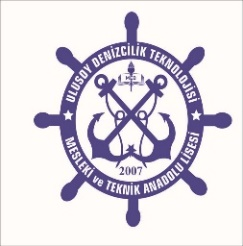 ULUSOY DENİZCİLİK TEKNOLOJİSİ
MESLEKİ ve TEKNİK ANADOLU LİSESİ
2007